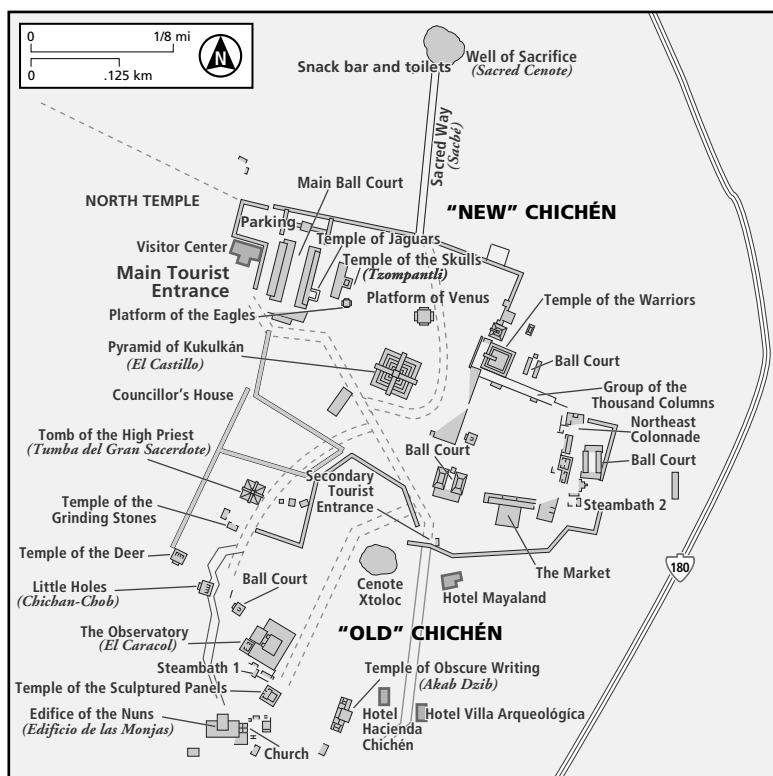 0 1/8 mi
0 .125 km
N
Well of Sacrifice
(Sacred Cenote)
Snack bar and toilets
Sacred Way
(Sacbé)
Main Ball Court
NORTH TEMPLE
"NEW" CHICHÉN
Parking
Temple of Jaguars
Visitor Center
Temple of the Skulls
(Tzompantli)
Main Tourist
Entrance
Platform of Venus
Temple of the Warriors
Platform of the Eagles
Pyramid of Kukulkán
(El Castillo)
Ball Court
Councillor's House
Group of the
Thousand Columns
Northeast
Colonnade
Tomb of the High Priest
(Tumba del Gran Sacerdote)
Ball Court
Ball Court
Secondary
Tourist
Entrance
Temple of the
Grinding Stones
Steambath 2
Temple of the Deer
The Market
180
Little Holes
(Chichan-Chob)
Ball Court
Cenote
Xtoloc
Hotel Mayaland
The Observatory
(El Caracol)
"OLD" CHICHÉN
Steambath 1
Temple of Obscure Writing
(Akab Dzib)
Temple of the Sculptured Panels
Edifice of the Nuns
(Edificio de las Monjas)
Hotel
Hacienda
Chichén
Hotel Villa Arqueológíca
Church